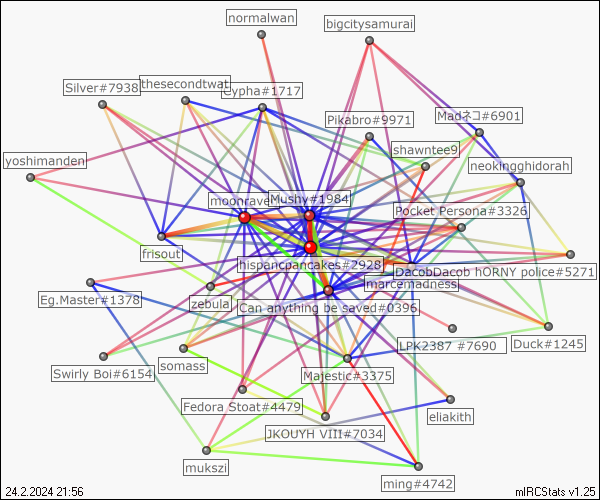 normalwan
bigcitysamurai
Silver#7938
thesecondtwat
Cypha#1717
Pikabro#9971
Madネコ#6901
shawntee9
yoshimanden
neokingghidorah
moonrave
Mushy#1984
Pocket Persona#3326
frisout
hispancpancakes#2928
DacobDacob hORNY police#5271
marcemadness
Eg.Master#1378
zebula
Can anything be saved#0396
LPK2387 #7690
Duck#1245
Swirly Boi#6154
somass
Majestic#3375
Fedora Stoat#4479
eliakith
JKOUYH VIII#7034
mukszi
ming#4742
24.2.2024 21:56
mIRCStats v1.25